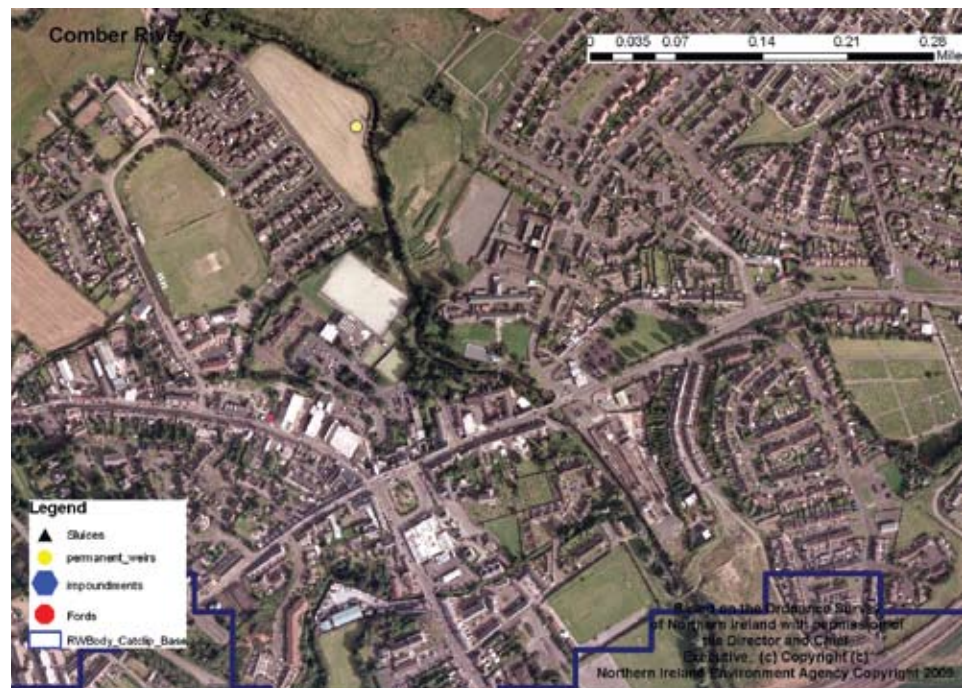 Comber River
0 0.035 0.07 0.14 0.21 0.28
Mile
Legend
Sluices
permanent_weirs
impoundments
Fords
RWBody_Catclip_Base
Based on the Ordnance Survey
of Northern Ireland with permission of
the Director and Chief
Executive, (c) Copyright (c)
Northern Ireland Environment Agency Copyright 2009